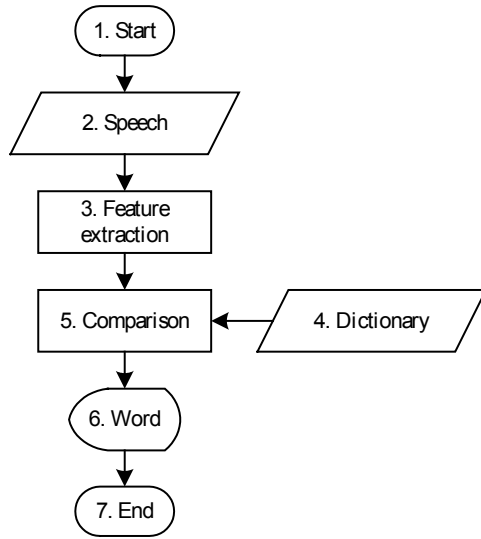 1. Start
2. Speech
3. Feature
extraction
5. Comparison
4. Dictionary
6. Word
7. End